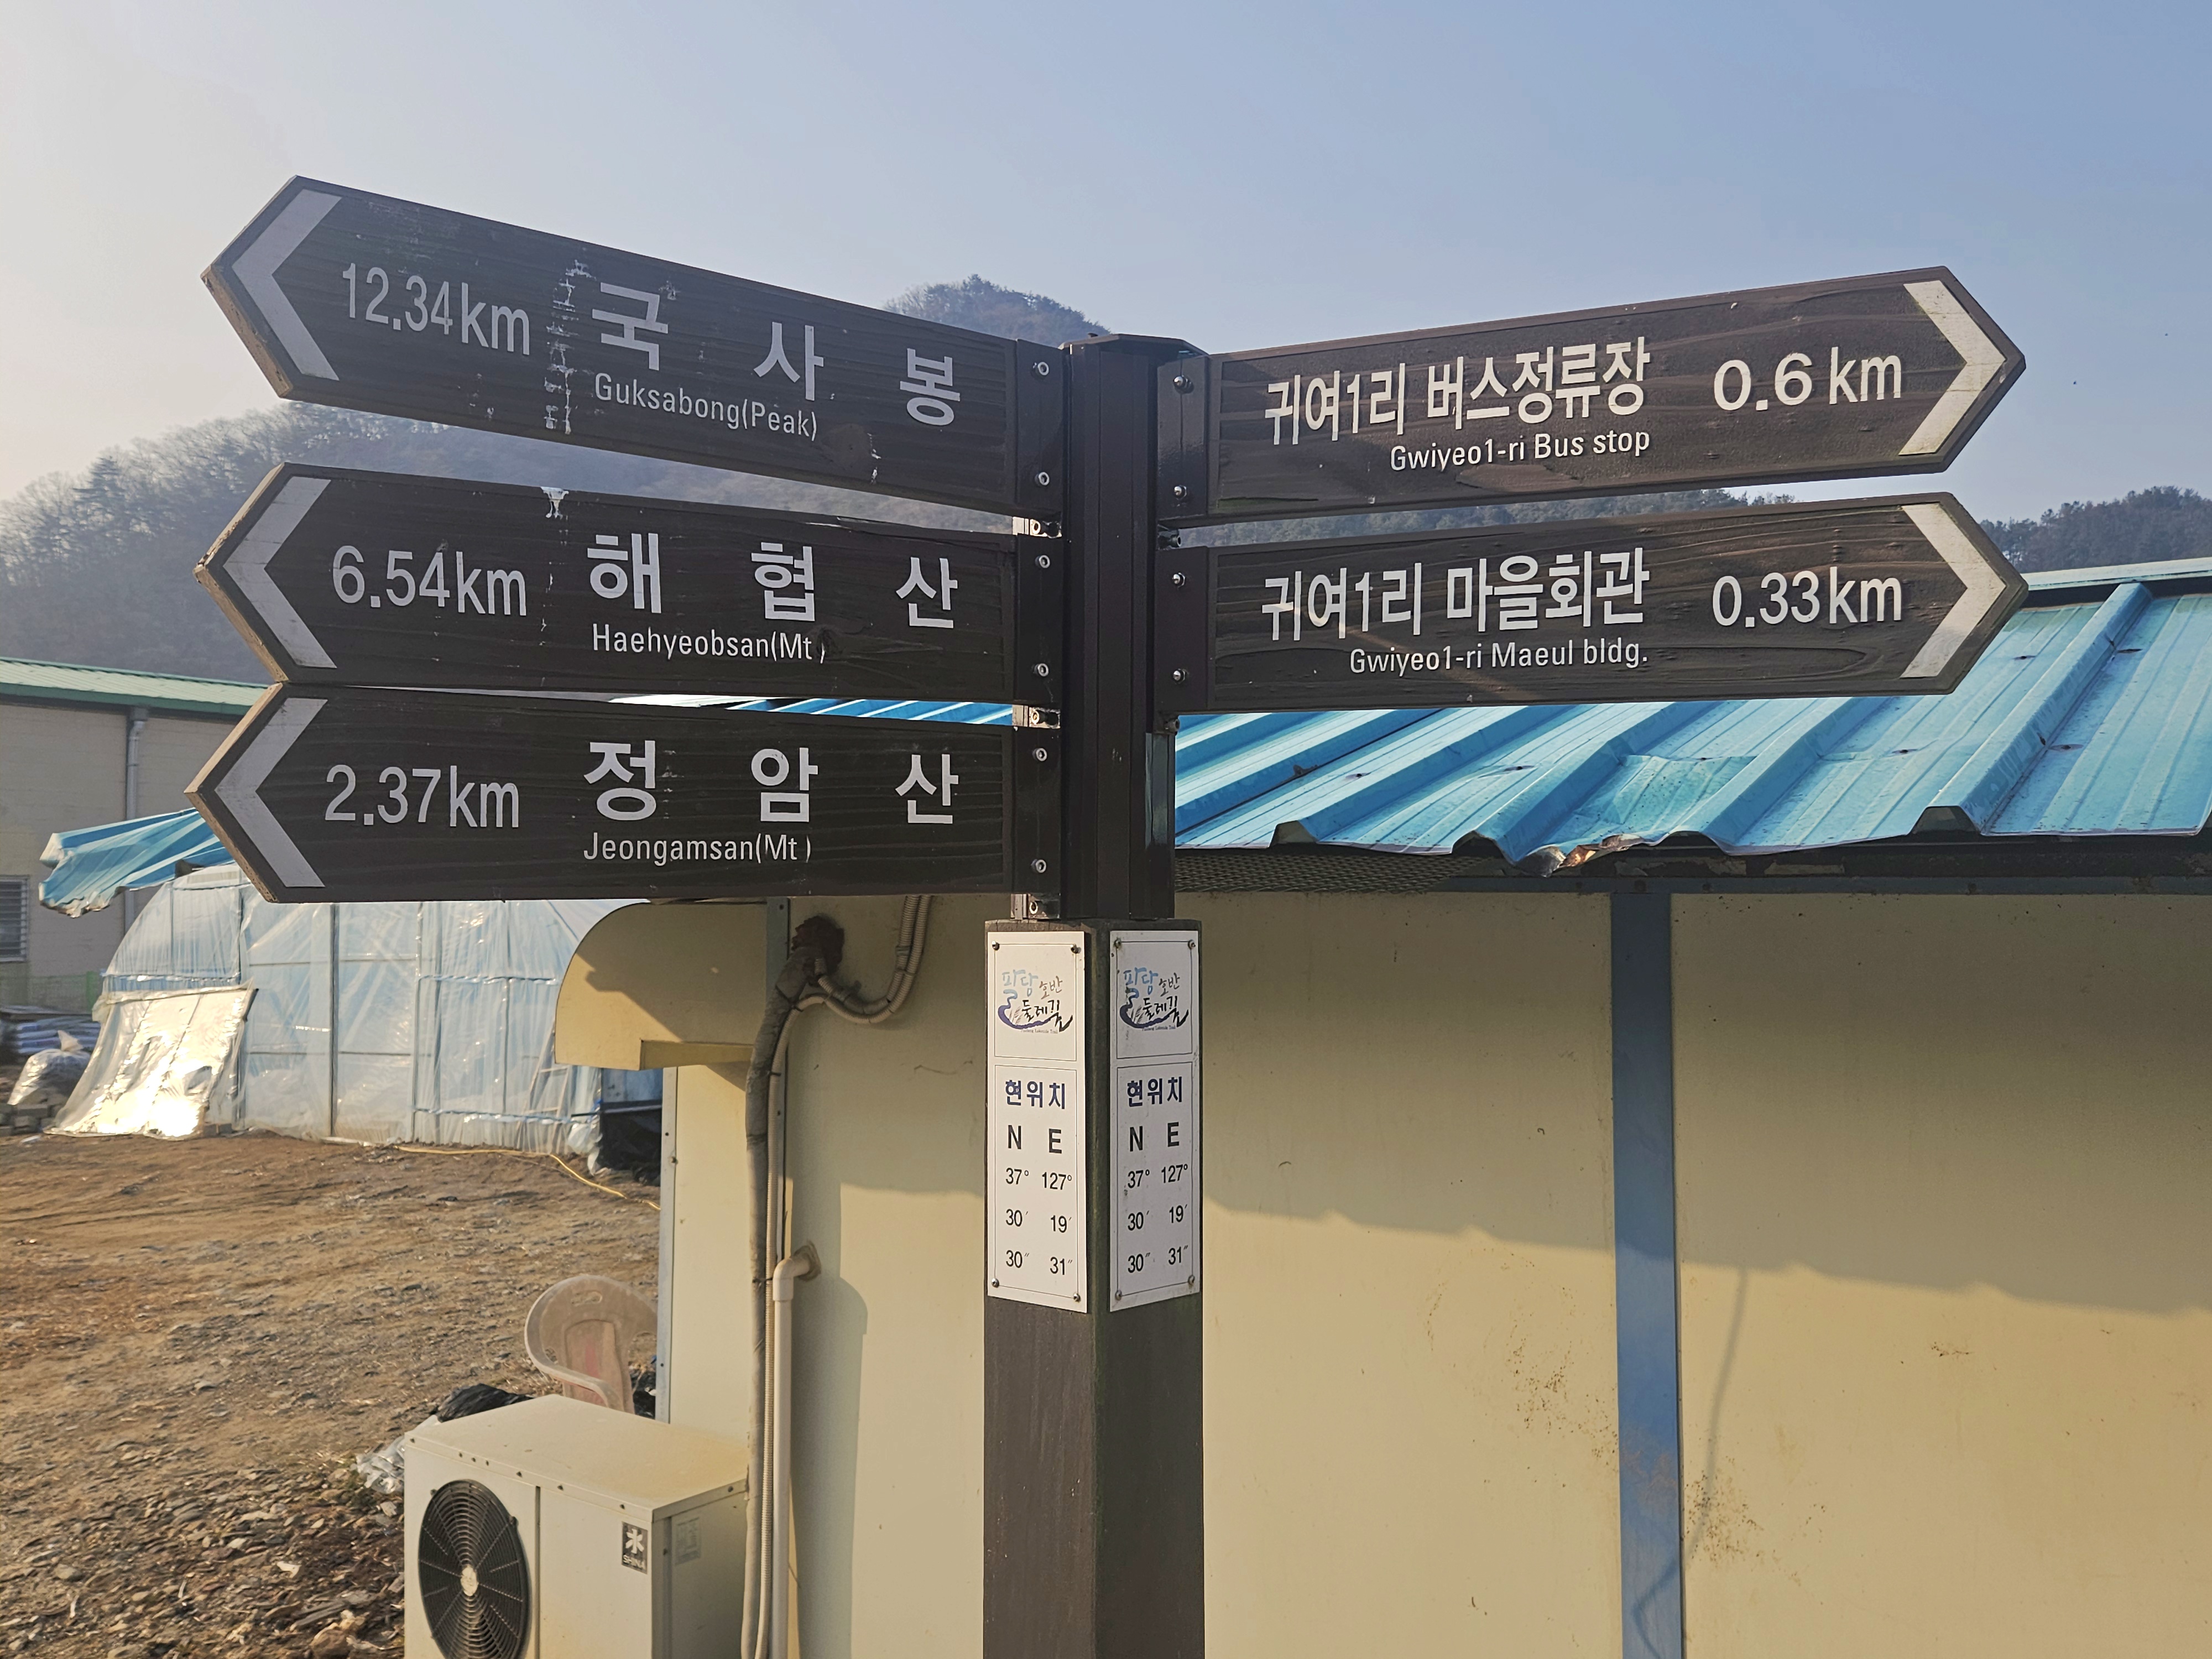 12.34km 국 사 봉
Guksabong(Peak)
6.54km 해 협 산
Haehyeobsan(Mt )
2.37km 정 암 산
Jeongamsan(Mt )
귀여1리 버스정류장 0.6 km
Gwiyeo1-ri Bus stop
귀여1리 마을회관 0.33km
Gwiyeo1-ri Maeul bldg.
팔당 호반
둘레길
현위치
N E
37° 127°
30′ 19′
30″ 31″
팔당 호반
둘레길
현위치
N E
37° 127°
30′ 19′
30″ 31″